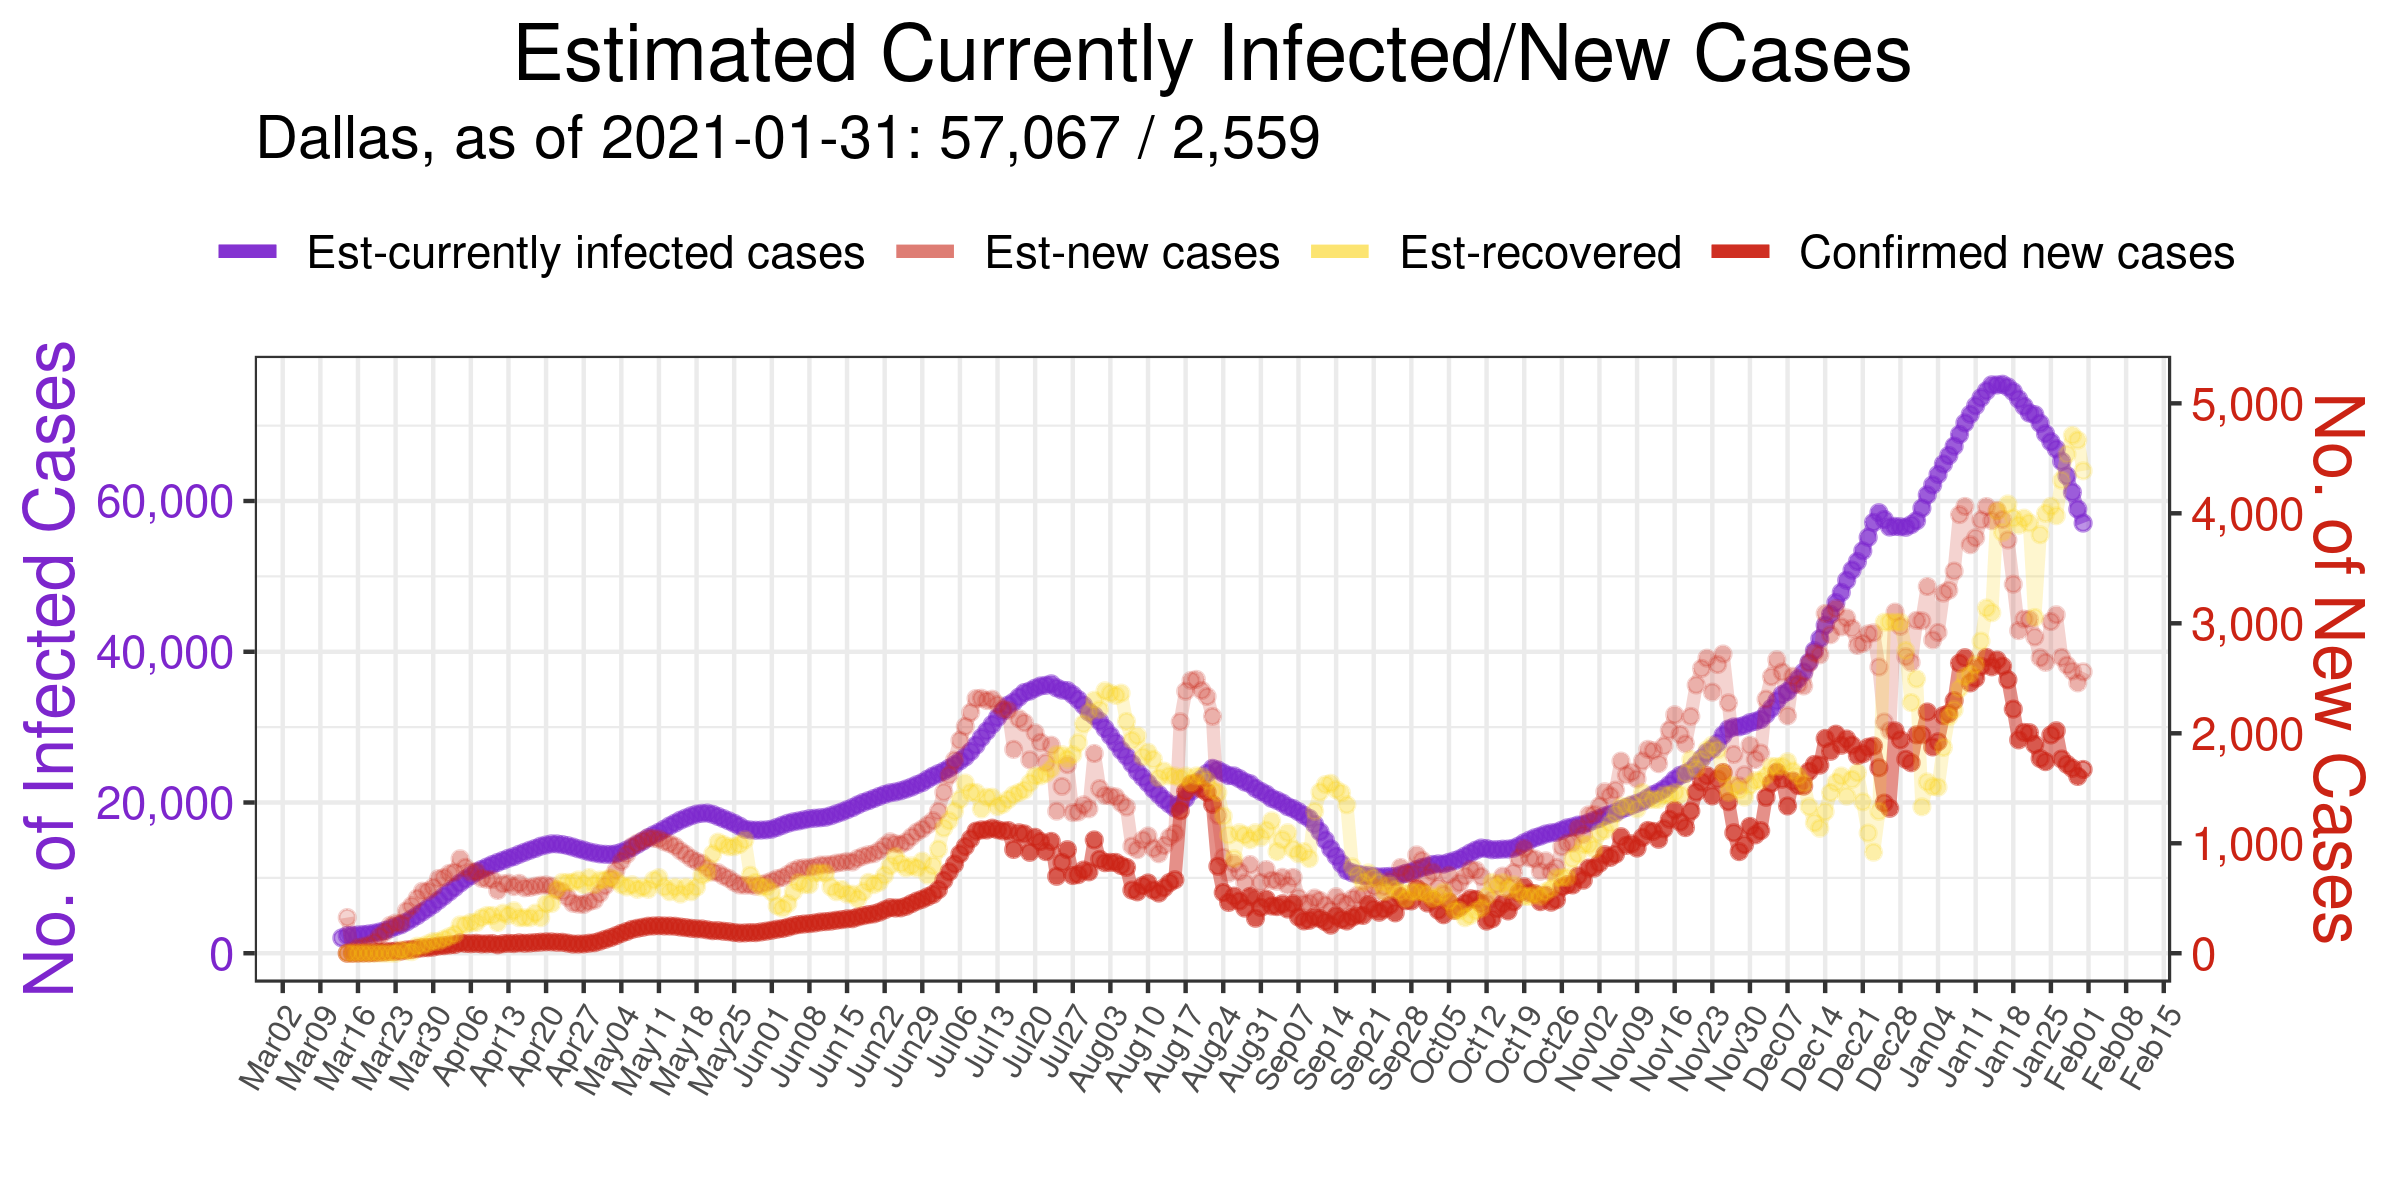 Estimated Currently Infected/New Cases
Dallas, as of 2021-01-31: 57,067 / 2,559
Est-currently infected cases
Est-new cases
Est-recovered
Confirmed new cases
No. of Infected Cases
60,000
40,000
20,000
0
5,000
4,000
3,000
2,000
1,000
0
No. of New Cases
Mar02
Mar09
Mar16
Mar23
Mar30
Apr06
Apr13
Apr20
Apr27
May04
May11
May18
May25
Jun01
Jun08
Jun15
Jun22
Jun29
Jul06
Jul13
Jul20
Jul27
Aug03
Aug10
Aug17
Aug24
Aug31
Sep07
Sep14
Sep21
Sep28
Oct05
Oct12
Oct19
Oct26
Nov02
Nov09
Nov16
Nov23
Nov30
Dec07
Dec14
Dec21
Dec28
Dec04
Jan11
Jan18
Jan18
Jan25
Feb01
Feb08
Feb15